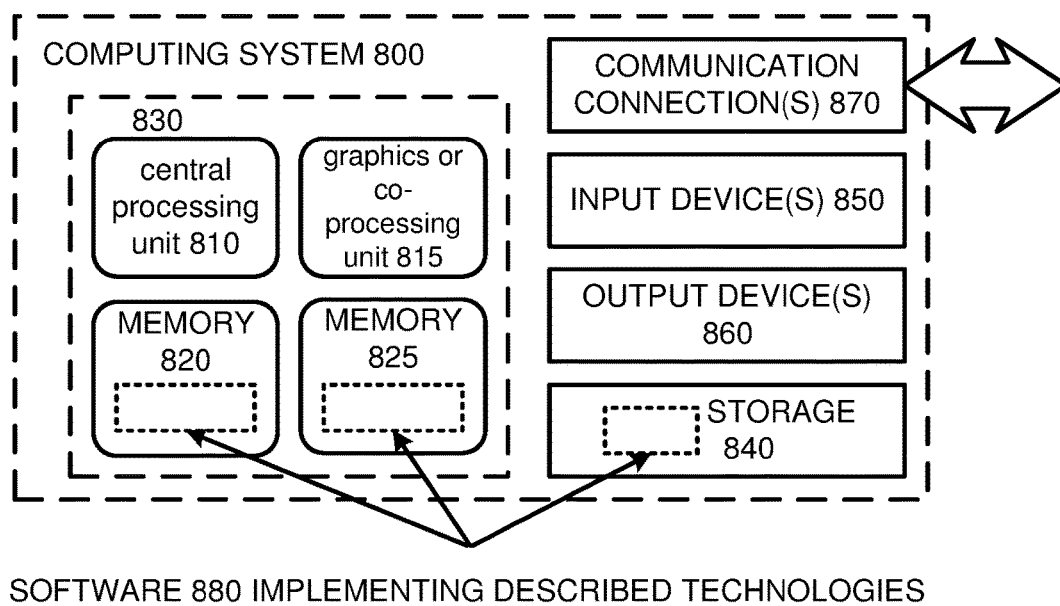 COMPUTING SYSTEM 800
830
central
processing
unit 810
graphics or
co-
processing
unit 815
MEMORY
820
MEMORY
825
COMMUNICATION
CONNECTION(S) 870
INPUT DEVICE(S) 850
OUTPUT DEVICE(S)
860
STORAGE
840
SOFTWARE 880 IMPLEMENTING DESCRIBED TECHNOLOGIES